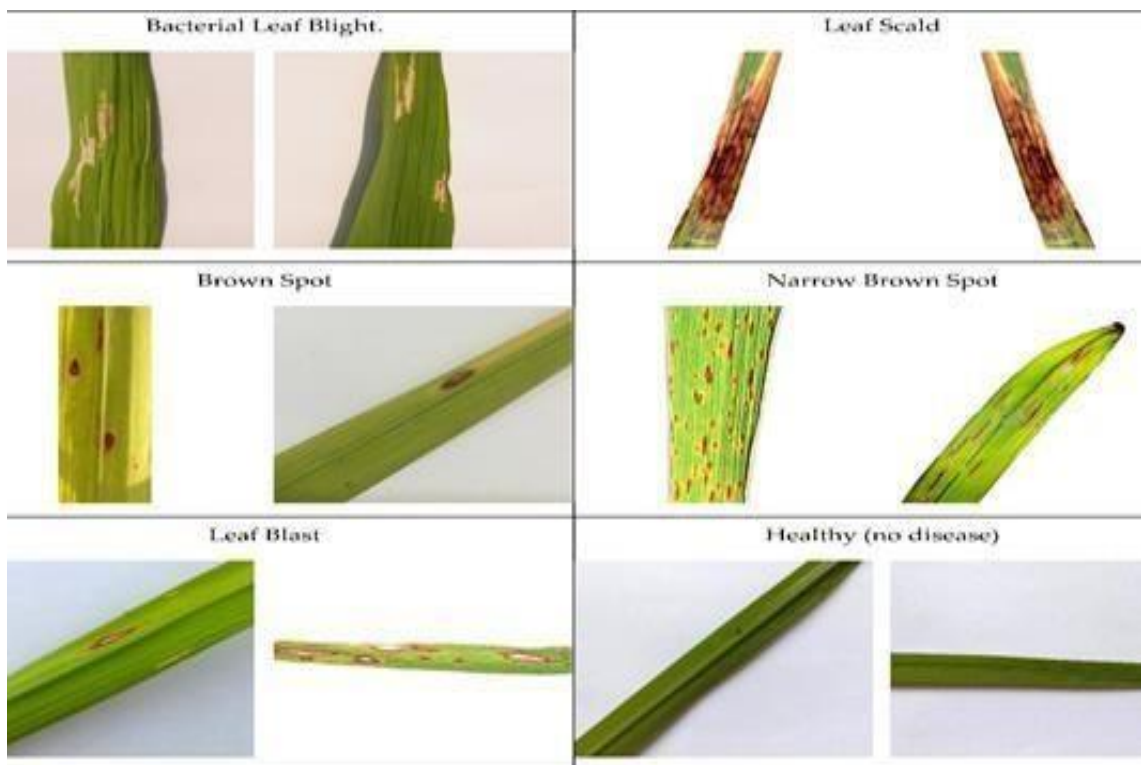 Bacterial Leaf Blight.
Leaf Scald
Brown Spot
Narrow Brown Spot
Leaf Blast
Healthy (no disease)